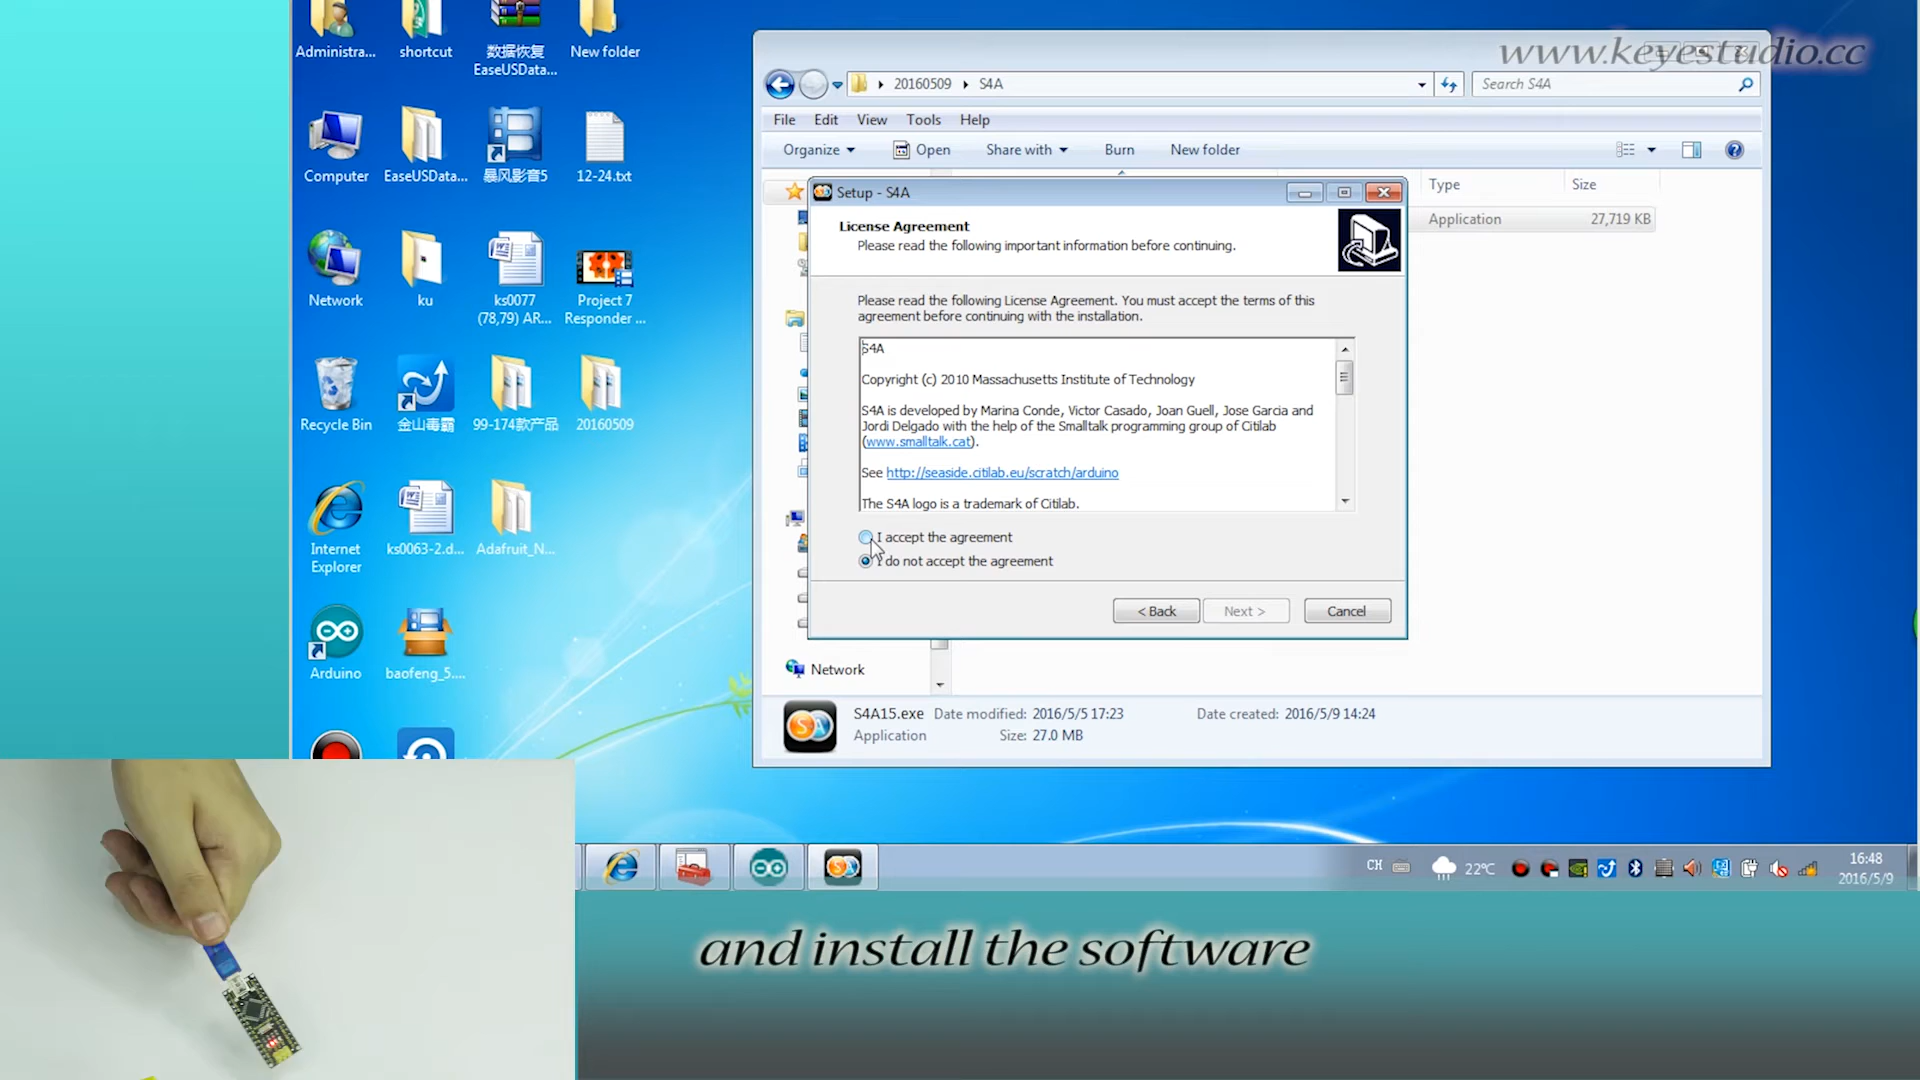 www.keyestudio.cc
Administra...
shortcut
数据恢复
EaseUSData...
New folder
Computer
EaseUSData...
暴风影音5
12-24.txt
Network
ku
ks0077
(78,79) AR...
Project 7
Responder ...
Recycle Bin
金山毒霸
99-174款产品
20160509
Internet
Explorer
ks0063-2.d...
Adafruit_N...
Arduino
baofeng_5....
20160509 S4A
Search S4A
File Edit View Tools Help
Organize Open Share with Burn New folder
Type Size
Application 27,719 KB
Setup - S4A
License Agreement
Please read the following important information before continuing.
Please read the following License Agreement. You must accept the terms of this
agreement before continuing with the installation.
S4A
Copyright (c) 2010 Massachusetts Institute of Technology
S4A is developed by Marina Conde, Victor Casado, Joan Guell, Jose Garcia and
Jordi Delgado with the help of the Smalltalk programming group of Citilab
(www.smalltalk.cat).
See http://seaside.citilab.eu/scratch/arduino
The S4A logo is a trademark of Citilab.
I accept the agreement
I do not accept the agreement
< Back Next > Cancel
Network
S4A15.exe Date modified: 2016/5/5 17:23 Date created: 2016/5/9 14:24
Application Size: 27.0 MB
CH 22℃ 16:48
2016/5/9
and install the software